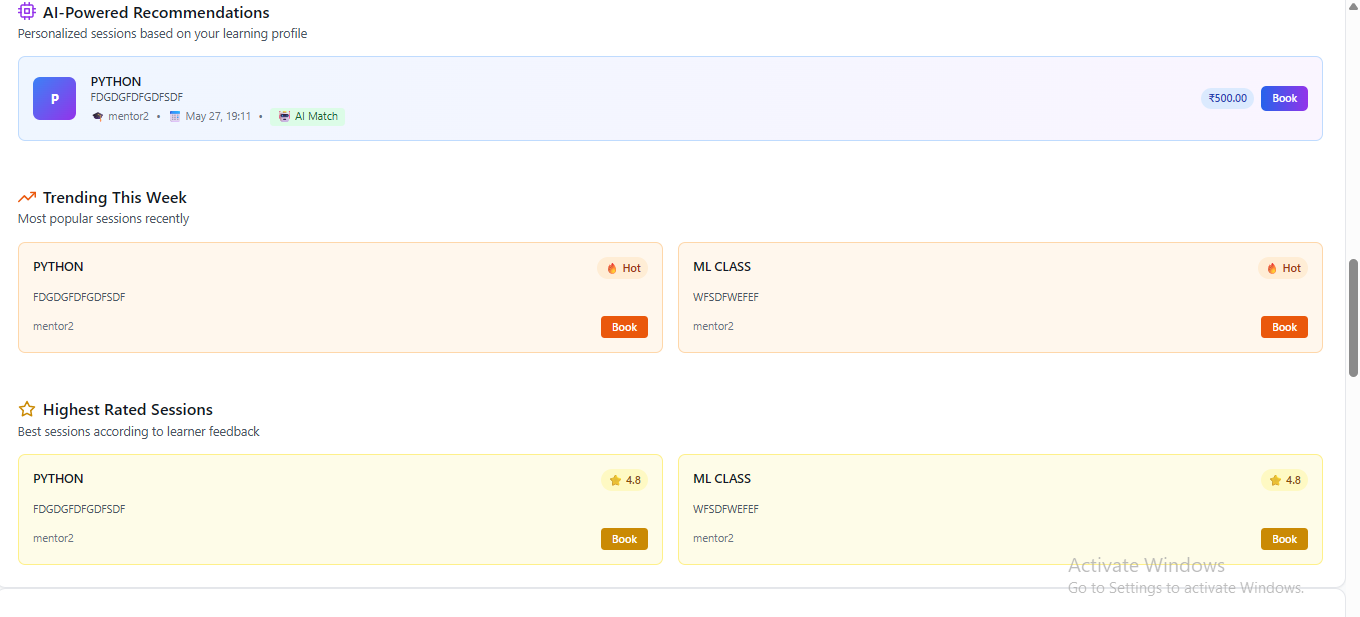 AI-Powered Recommendations
Personalized sessions based on your learning profile
P
PYTHON
FDGDGFDFGDFSDF
mentor2 • May 27, 19:11 • AI Match
₹500.00 Book
Trending This Week
Most popular sessions recently
PYTHON Hot
FDGDGFDFGDFSDF
mentor2 Book
ML CLASS Hot
WFSDFWEFEF
mentor2 Book
Highest Rated Sessions
Best sessions according to learner feedback
PYTHON 4.8
FDGDGFDFGDFSDF
mentor2 Book
ML CLASS 4.8
WFSDFWEFEF
mentor2 Book
Activate Windows
Go to Settings to activate Windows.